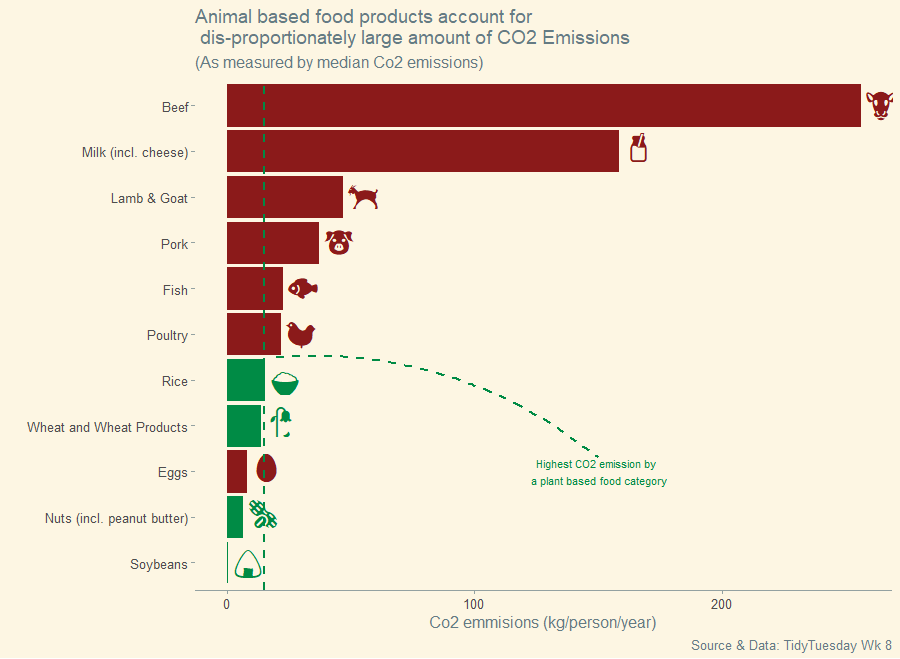 Animal based food products account for
dis-proportionately large amount of CO2 Emissions
(As measured by median Co2 emissions)
Beef
Milk (incl. cheese)
Lamb & Goat
Pork
Fish
Poultry
Rice
Wheat and Wheat Products
Eggs
Nuts (incl. peanut butter)
Soybeans
Highest CO2 emission by
a plant based food category
0
100
200
Co2 emmisions (kg/person/year)
Source & Data: TidyTuesday Wk 8